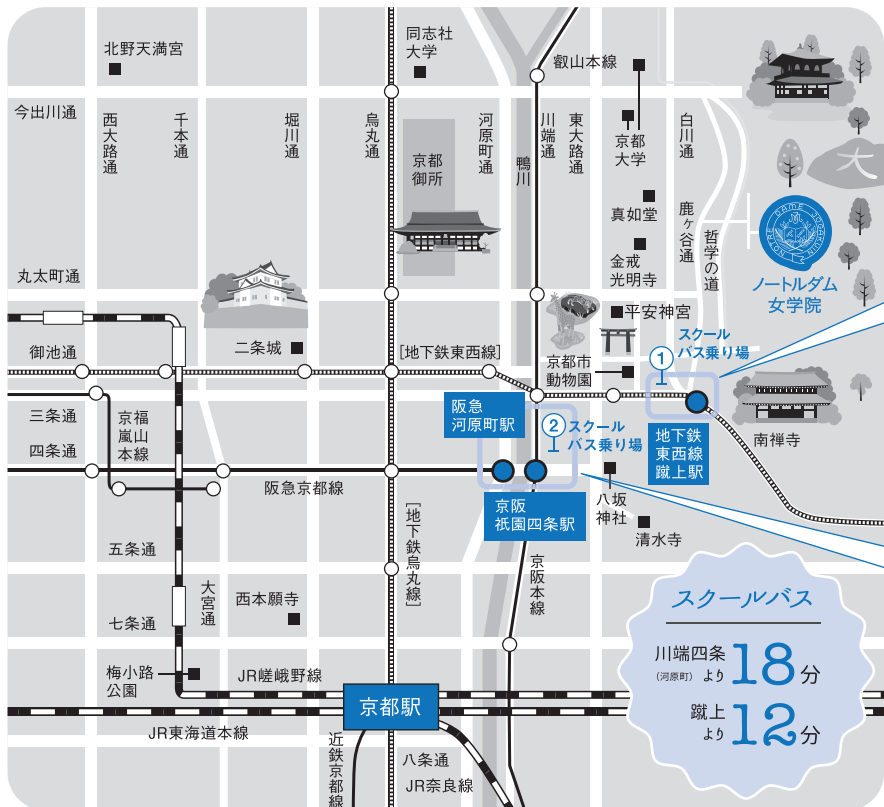 北野天満宮
同志社
大学
叡山本線
今出川通
西大路通
千本通
堀川通
烏丸通
河原町通
鴨川
川端通
東大路通
白川通
京都
大学
京都
御所
大
真如堂
鹿ヶ谷通
哲学の道
NOTRE DAME JOGAKUIN
ノートルダム
女学院
金戒
光明寺
丸太町通
平安神宮
スクール
バス乗り場
1
御池通
二条城
[地下鉄東西線]
京都市
動物園
三条通
京福
嵐山
本線
四条通
阪急
河原町駅
2
スクール
バス乗り場
地下鉄
東西線
蹴上駅
南禅寺
阪急京都線
京阪
祇園四条駅
八坂
神社
清水寺
[地下鉄烏丸線]
五条通
京阪本線
大宮通
西本願寺
七条通
梅小路
公園
JR嵯峨野線
京都駅
JR東海道本線
近鉄京都線
八条通
JR奈良線
スクールバス
川端四条
(河原町) より 18分
蹴上
より 12分